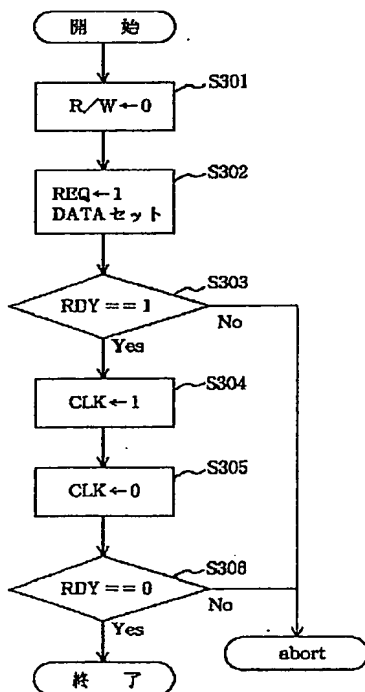 開始
S301
R/W←0
S302
REQ←1
DATAセット
S303
RDY==1
No
Yes
S304
CLK←1
S305
CLK←0
S306
RDY==0
No
Yes
abort
終了